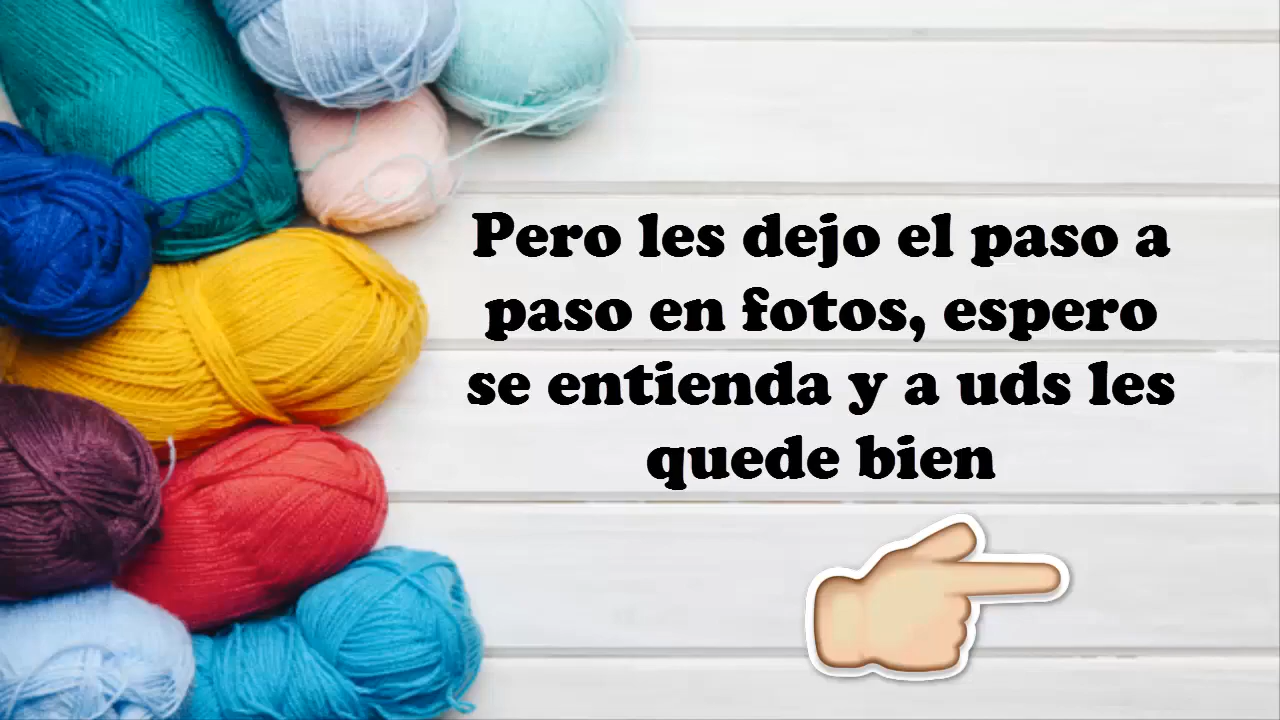 Pero les dejo el paso a
paso en fotos, espero
se entienda y a uds les
quede bien